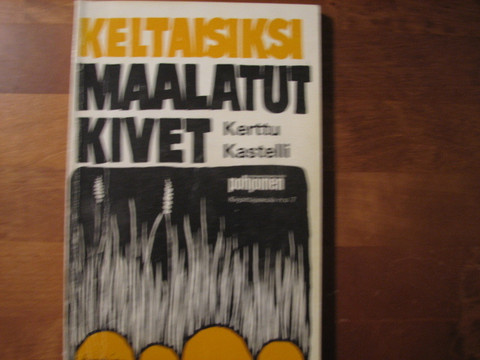 KELTAISIKSI
MAALATUT
KIVET
Kerttu
Kastelli
pohjoinen